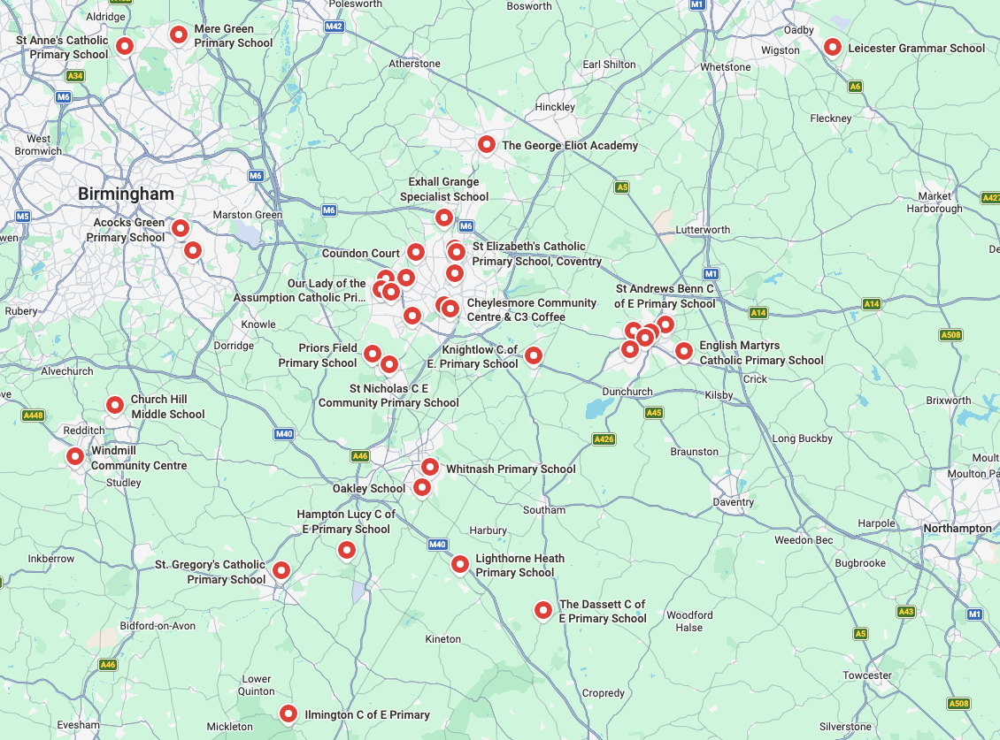 Polesworth
Bosworth
M1
Aldridge
Mere Green
Primary School
M42
Oadby
St Anne's Catholic
Primary School
Wigston
Leicester Grammar School
Atherstone
Earl Shilton
Whetstone
A34
M6
A6
Hinckley
Fleckney
West
Bromwich
The George Eliot Academy
M6
Exhall Grange
Specialist School
A5
Birmingham
Market
Harborough
A427
M5
M6
Marston Green
Acocks Green
Primary School
M6
Lutterworth
wen
De
Coundon Court
St Elizabeth's Catholic
Primary School, Coventry
M1
Our Lady of the
Assumption Catholic Pri...
St Andrews Benn C
of E Primary School
Cheylesmore Community
Centre & C3 Coffee
A14
A14
Rubery
Knowle
A508
Dorridge
Priors Field
Primary School
Knightlow C.of
E. Primary School
English Martyrs
Catholic Primary School
Alvechurch
Crick
St Nicholas C E
Community Primary School
Dunchurch
Kilsby
ve
Church Hill
Middle School
Brixworth
A448
A45
Redditch
M40
A426
Long Buckby
Windmill
Community Centre
A46
Braunston
Moult
Whitnash Primary School
Moulton Pa
Studley
Oakley School
Daventry
Southam
Hampton Lucy C of
E Primary School
Harbury
Harpole
Northampton
M40
Weedon Bec
Inkberrow
Lighthorne Heath
Primary School
Bugbrooke
St. Gregory's Catholic
Primary School
The Dassett C of
E Primary School
Woodford
Halse
A43
M1
Bidford-on-Avon
A5
Kineton
A46
Towcester
Lower
Quinton
Cropredy
A508
Ilmington C of E Primary
Evesham
Mickleton
Silverstone